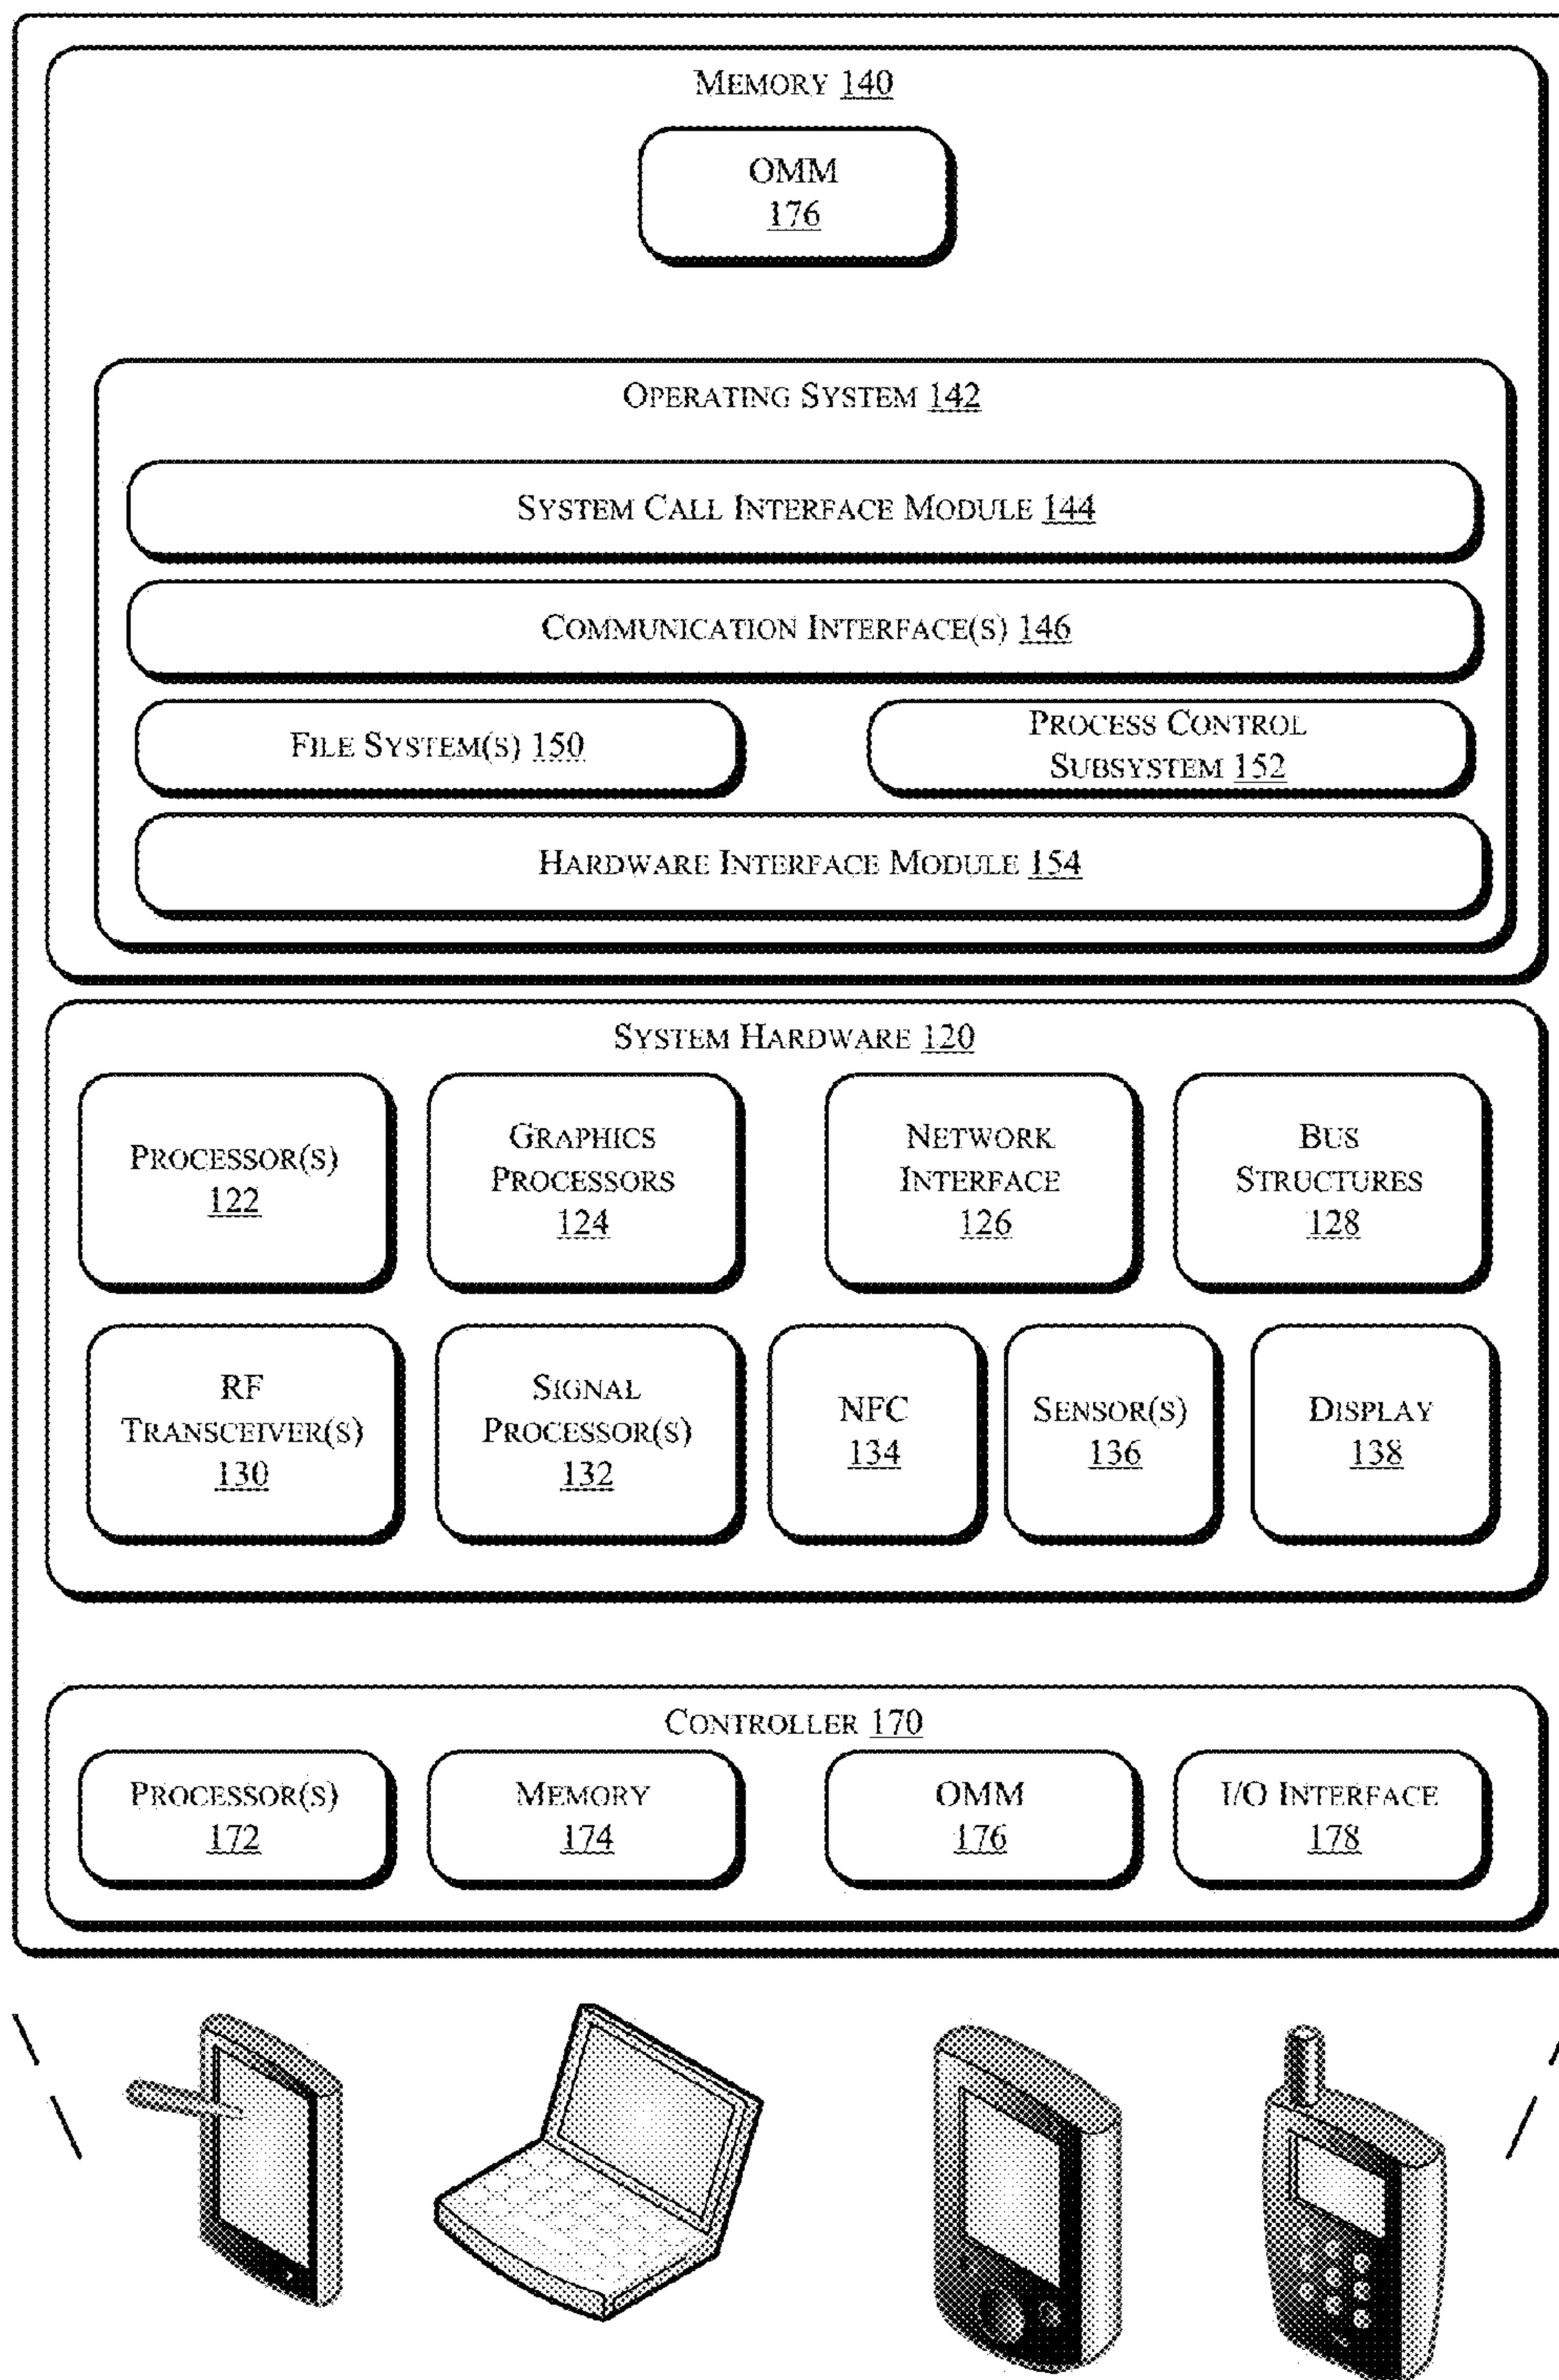 MEMORY 140
OMM
176
OPERATING SYSTEM 142
SYSTEM CALL INTERFACE MODULE 144
COMMUNICATION INTERFACE(S) 146
FILE SYSTEM(S) 150
PROCESS CONTROL
SUBSYSTEM 152
HARDWARE INTERFACE MODULE 154
SYSTEM HARDWARE 120
PROCESSOR(S)
122
GRAPHICS
PROCESSORS
124
NETWORK
INTERFACE
126
BUS
STRUCTURES
128
RF
TRANSCEIVER(S)
130
SIGNAL
PROCESSOR(S)
132
NFC
134
SENSOR(S)
136
DISPLAY
138
CONTROLLER 170
PROCESSOR(S)
172
MEMORY
174
OMM
176
I/O INTERFACE
178